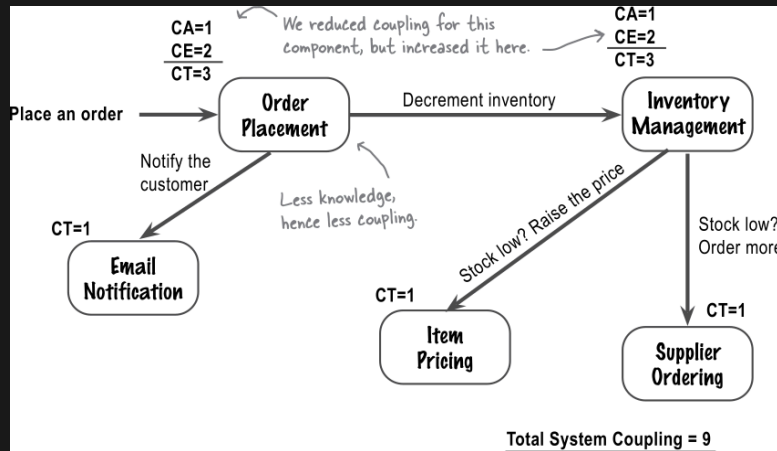 CA=1
CE=2
CT=3
We reduced coupling for this
component, but increased it here.
CA=1
CE=2
CT=3
Place an order
Order
Placement
Decrement inventory
Inventory
Management
Notify the
customer
Less knowledge,
hence less coupling.
CT=1
Email
Notification
Stock low? Raise the price
Stock low?
Order more
CT=1
Item
Pricing
CT=1
Supplier
Ordering
Total System Coupling = 9